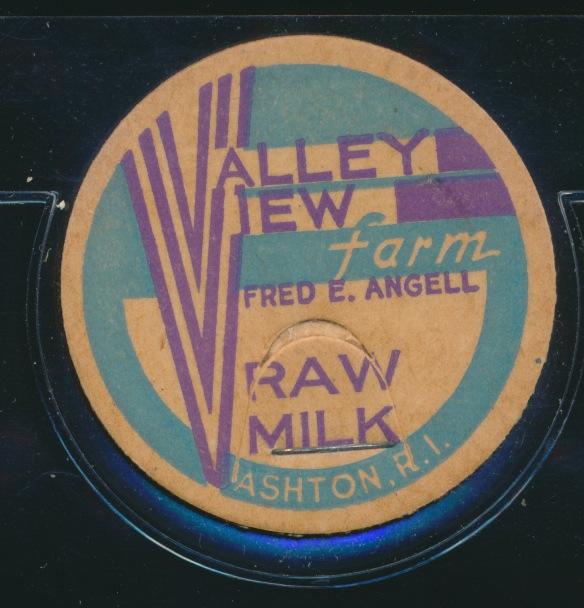 VALLEY
VIEW
farm
FRED E. ANGELL
RAW
MILK
ASHTON, R.I.